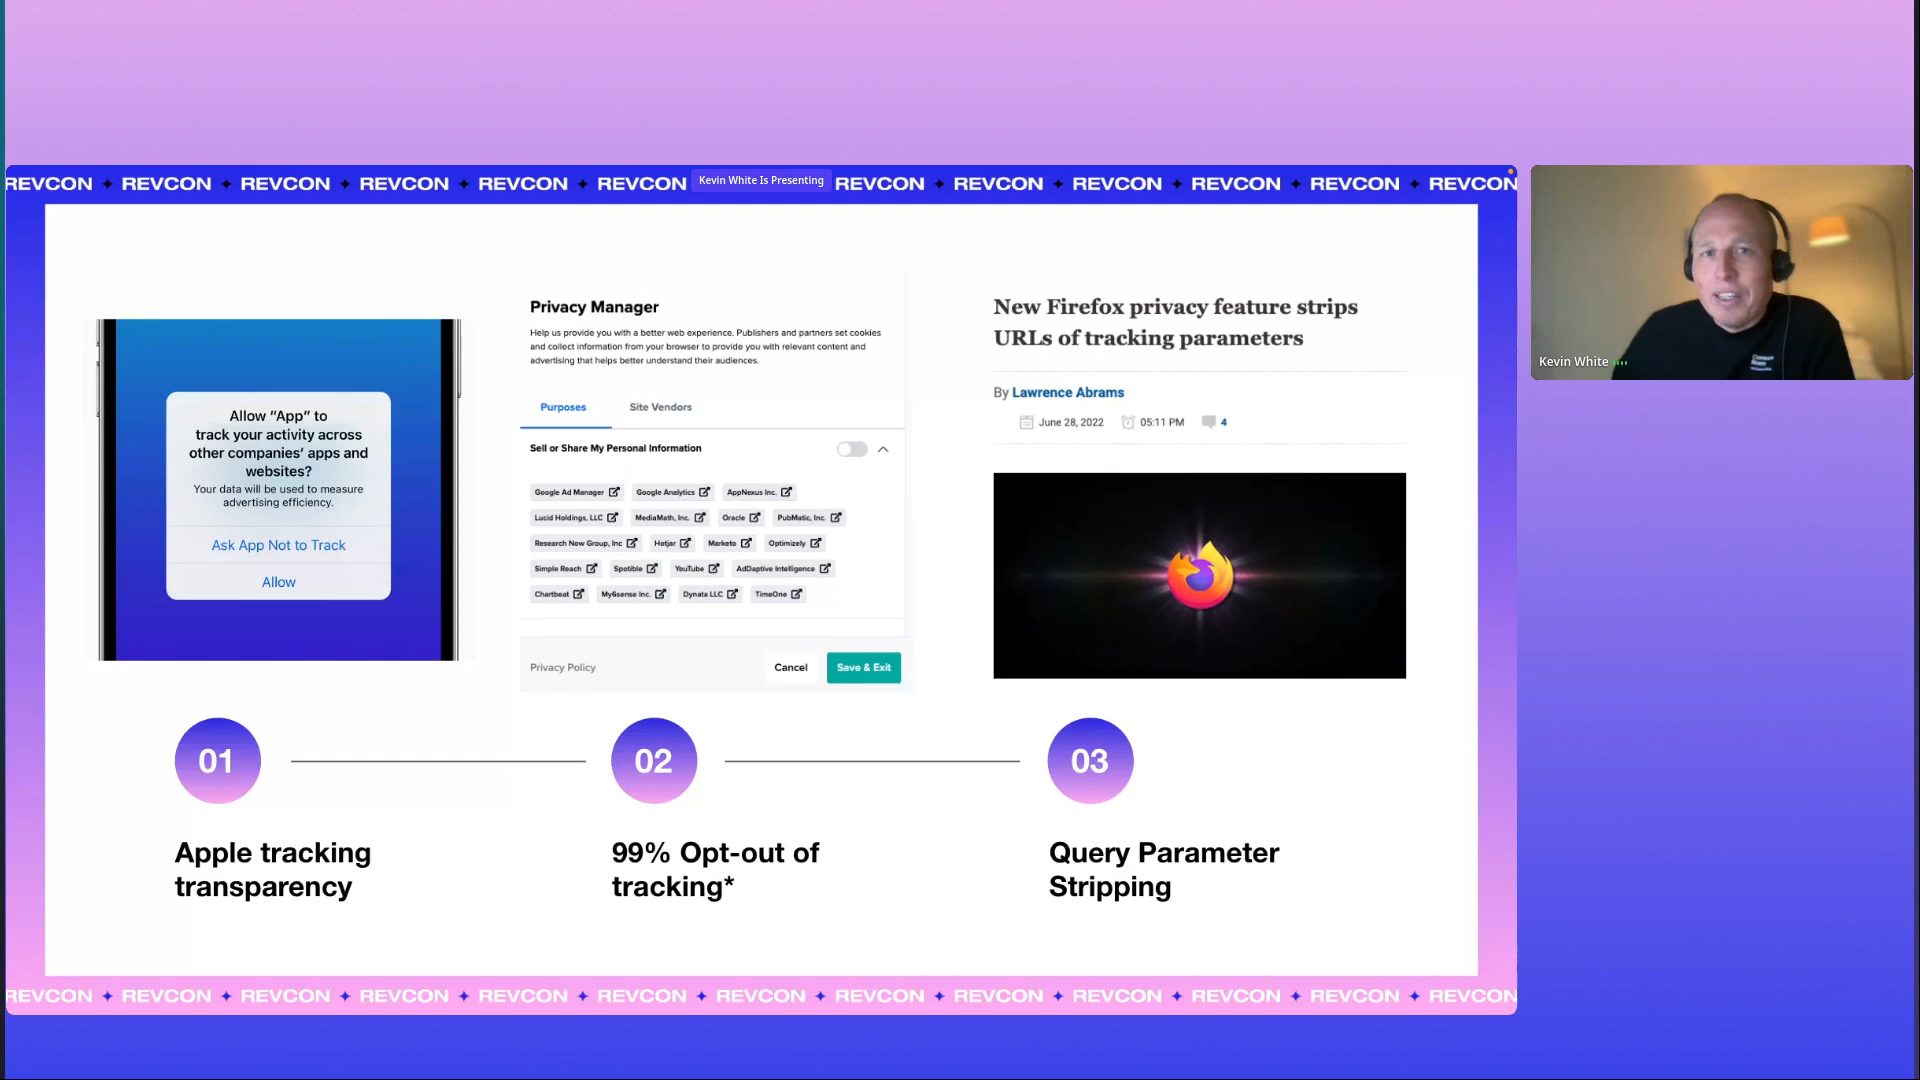 REVCON ✦ REVCON ✦ REVCON ✦ REVCON ✦ REVCON ✦ REVCON Kevin White Is Presenting REVCON ✦ REVCON ✦ REVCON ✦ REVCON ✦ REVCON ✦ REVCON
Kevin White
Allow “App” to
track your activity across
other companies’ apps and
websites?
Your data will be used to measure
advertising efficiency.
Ask App Not to Track
Allow
Privacy Manager
Help us provide you with a better web experience. Publishers and partners set cookies
and collect information from your browser to provide you with relevant content and
advertising that helps better understand their audiences.
Purposes Site Vendors
Sell or Share My Personal Information
Google Ad Manager Google Analytics AppNexus Inc.
Lucid Holdings, LLC MediaMath, Inc. Oracle PubMatic, Inc.
Research Now Group, Inc Hotjar Marketo Optimizely
Simple Reach Spotible YouTube AdDaptive Intelligence
Chartbeat My6sense Inc. Dynata LLC TimeOne
Privacy Policy Cancel Save & Exit
New Firefox privacy feature strips
URLs of tracking parameters
By Lawrence Abrams
June 28, 2022 05:11 PM 4
01
Apple tracking
transparency
02
99% Opt-out of
tracking*
03
Query Parameter
Stripping
REVCON ✦ REVCON ✦ REVCON ✦ REVCON ✦ REVCON ✦ REVCON ✦ REVCON ✦ REVCON ✦ REVCON ✦ REVCON ✦ REVCON ✦ REVCON ✦ REVCON